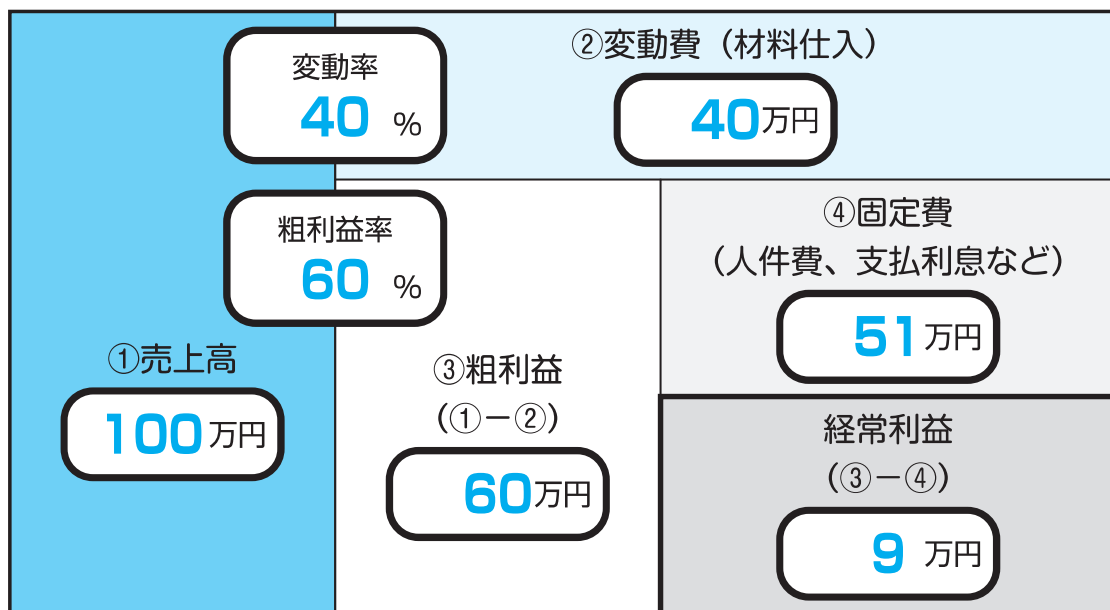 変動率
40 %
②変動費（材料仕入）
40万円
粗利益率
60 %
①売上高
100万円
③粗利益
（①－②）
60万円
④固定費
（人件費、支払利息など）
51万円
経常利益
（③－④）
9 万円